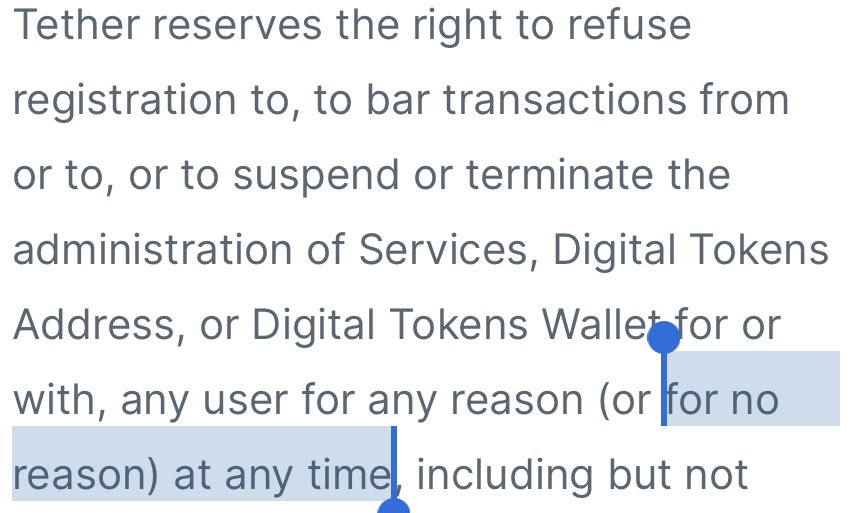 Tether reserves the right to refuse
registration to, to bar transactions from
or to, or to suspend or terminate the
administration of Services, Digital Tokens
Address, or Digital Tokens Wallet for or
with, any user for any reason (or for no
reason) at any time, including but not